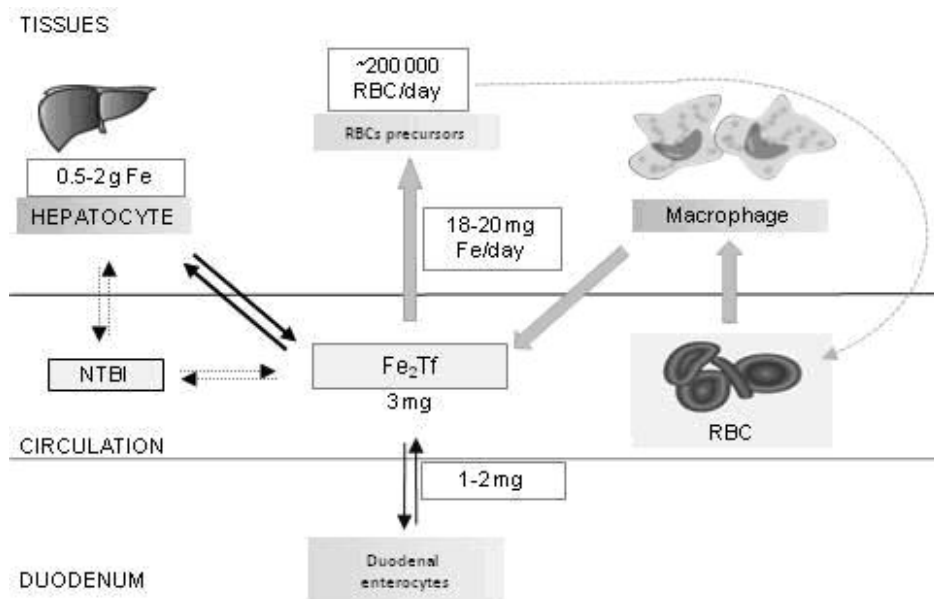 TISSUES
~200 000
RBC/day
RBCs precursors
0.5-2 g Fe
HEPATOCYTE
18-20 mg
Fe/day
Macrophage
NTBI
Fe₂Tf
3 mg
RBC
CIRCULATION
1-2 mg
Duodenal
enterocytes
DUODENUM